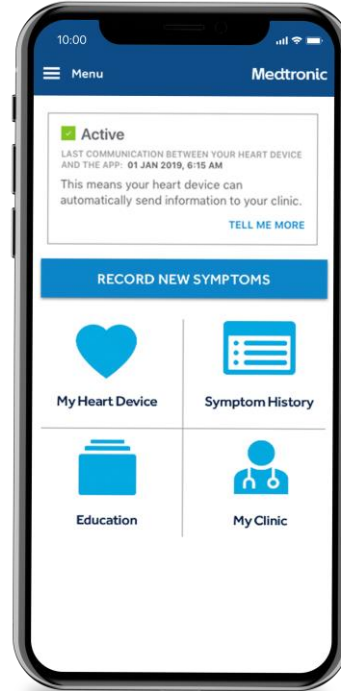 10:00
Menu
Medtronic
Active
LAST COMMUNICATION BETWEEN YOUR HEART DEVICE
AND THE APP: 01 JAN 2019, 6:15 AM
This means your heart
device can
automatically send information to your clinic.
TELL ME MORE
RECORD NEW SYMPTOMS
My Heart Device
Symptom History
Education
My Clinic